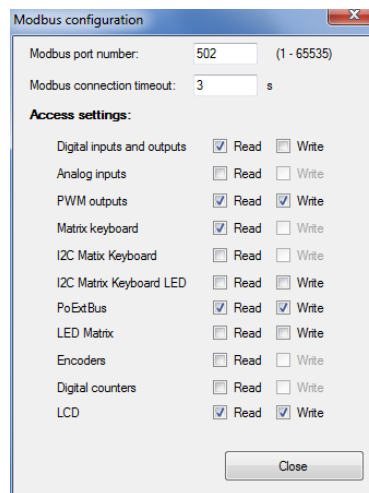 Modbus configuration
Modbus port number: 502 (1 - 65535)
Modbus connection timeout: 3 s
Access settings:
Digital inputs and outputs Read Write
Analog inputs Read Write
PWM outputs Read Write
Matrix keyboard Read Write
I2C Matix Keyboard Read Write
I2C Matrix Keyboard LED Read Write
PoExtBus Read Write
LED Matrix Read Write
Encoders Read Write
Digital counters Read Write
LCD Read Write
Close